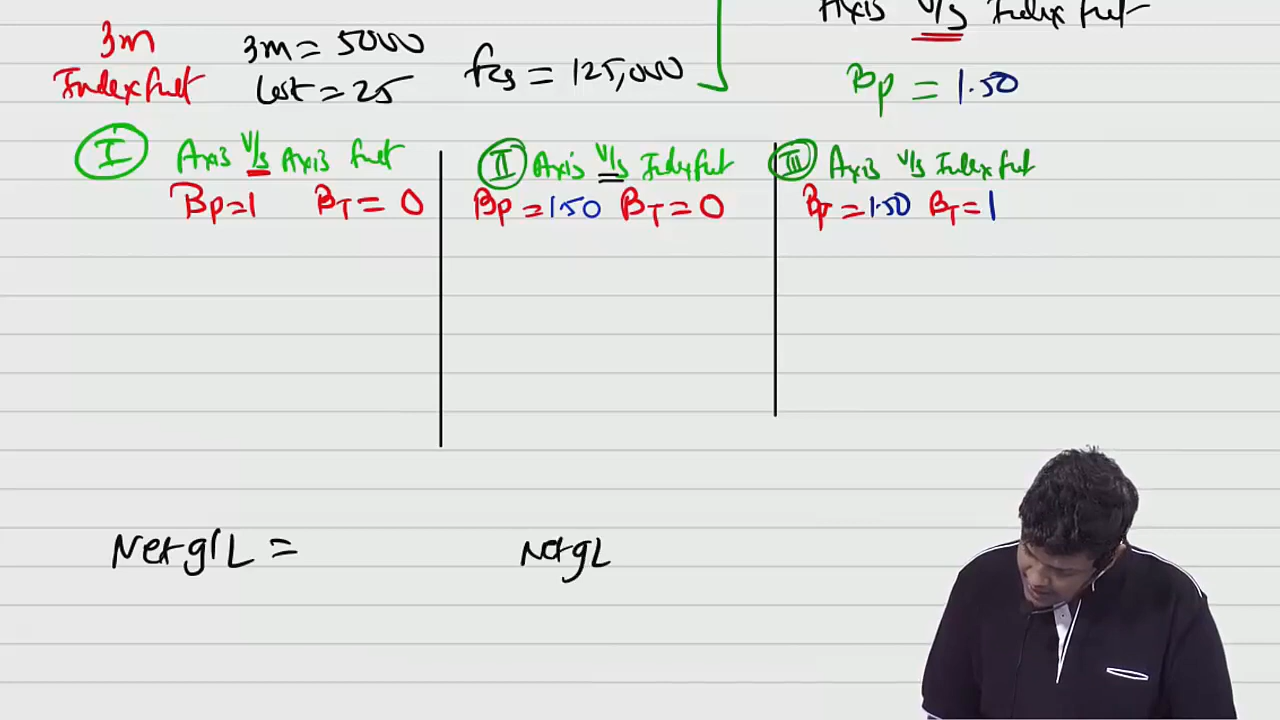 Axis V/s Index fut
3m
Index fut
3m = 5000
Lot = 25
fcs = 125,000
BP = 1.50
I Axis V/s Axis fut
BP=1 BT = 0
II Axis V/s Index fut
BP = 1.50 BT = 0
III Axis V/s Index fut
BP = 1.50 BT = 1
Net g/L =
Net gL